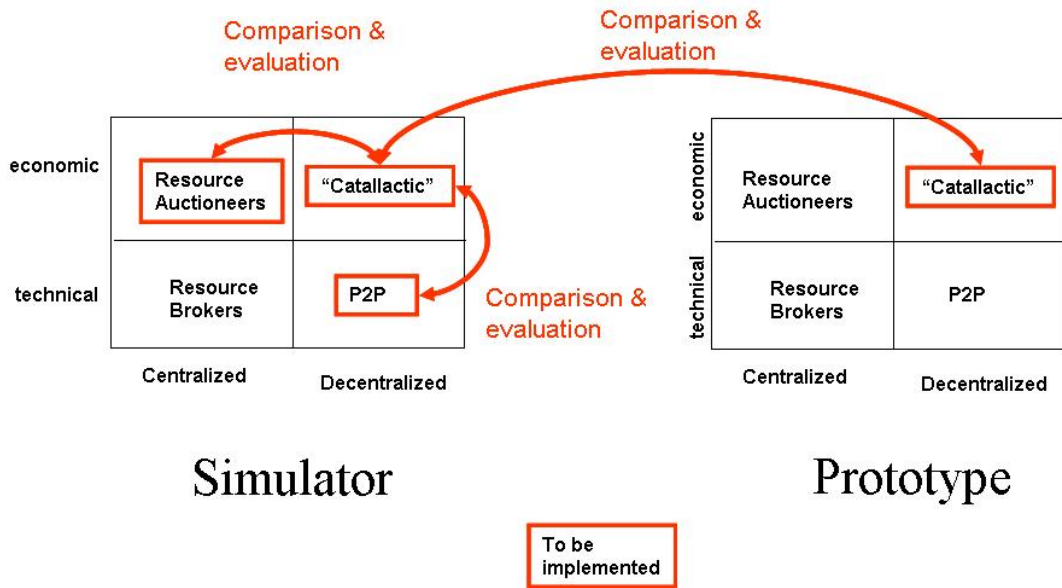 Comparison &
evaluation
Comparison &
evaluation
economic
Resource
Auctioneers
“Catallactic”
technical
Resource
Brokers
P2P
Comparison &
evaluation
Centralized
Decentralized
Simulator
economic
Resource
Auctioneers
“Catallactic”
technical
Resource
Brokers
P2P
Centralized
Decentralized
Prototype
To be
implemented